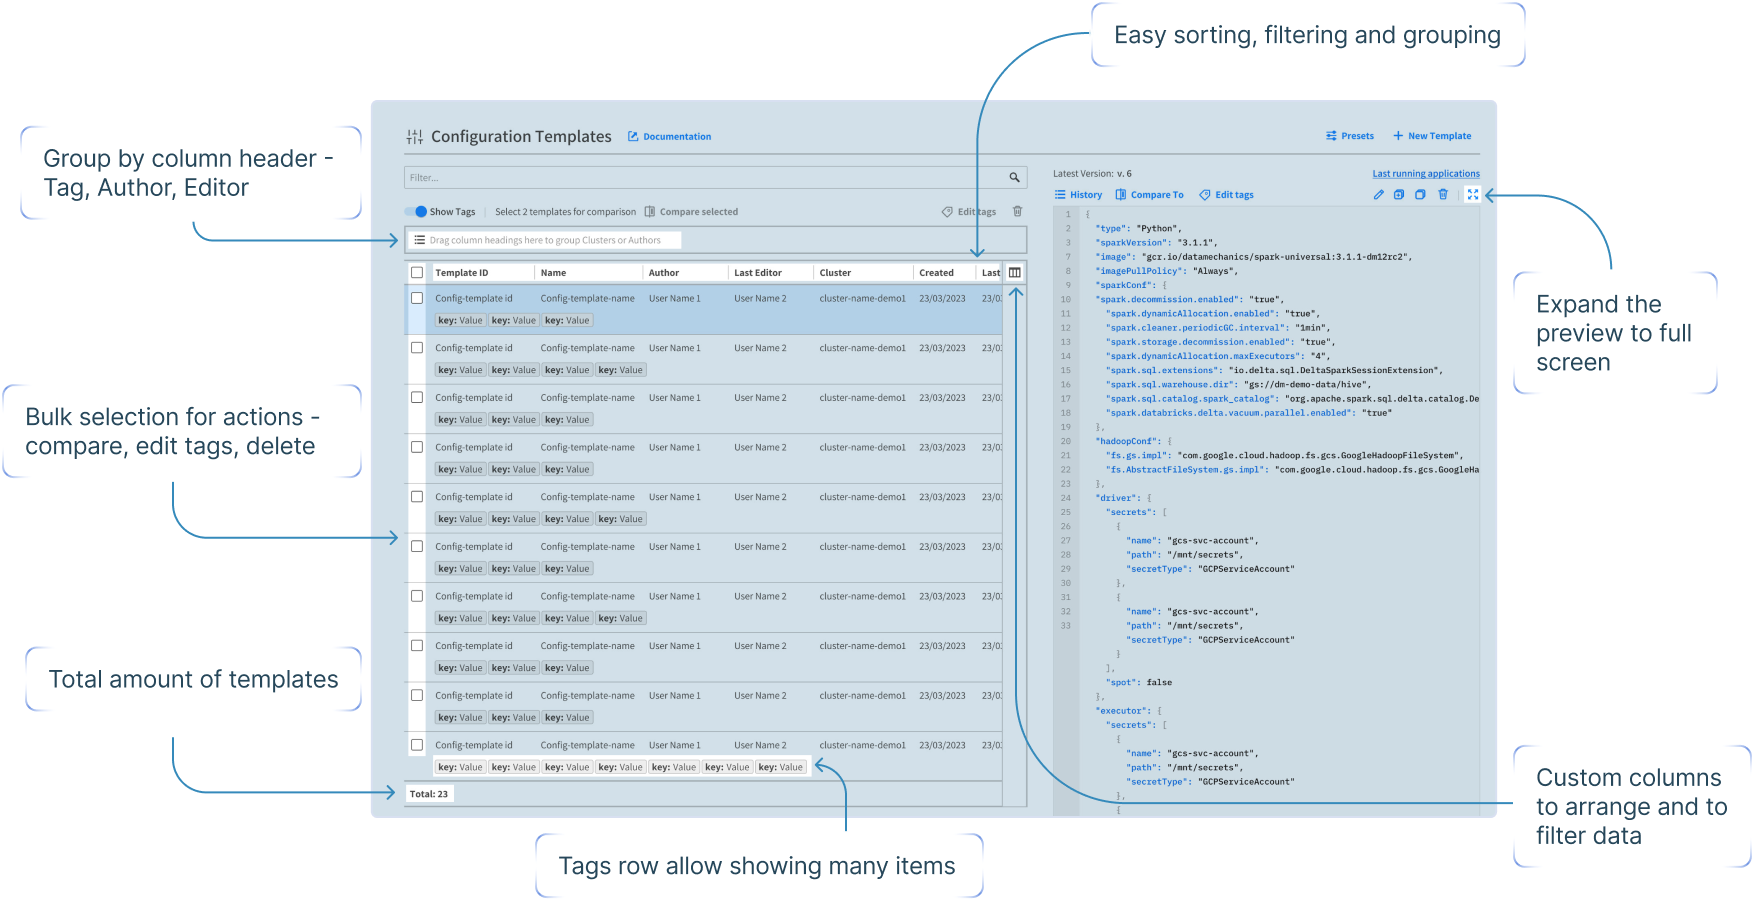 Easy sorting, filtering and grouping
Group by column header -
Tag, Author, Editor
Bulk selection for actions -
compare, edit tags, delete
Total amount of templates
Configuration Templates
Documentation
Presets
New Template
Filter...
Show Tags
Select 2 templates for comparison
Compare selected
Edit tags
Drag column headings here to group Clusters or Authors
Template ID Name Author Last Editor Cluster Created Last
Config-template id Config-template-name User Name 1 User Name 2 cluster-name-demo1 23/03/2023 23/0
key: Value key: Value key: Value
Config-template id Config-template-name User Name 1 User Name 2 cluster-name-demo1 23/03/2023 23/0
key: Value key: Value key: Value key: Value
Config-template id Config-template-name User Name 1 User Name 2 cluster-name-demo1 23/03/2023 23/0
key: Value key: Value key: Value
Config-template id Config-template-name User Name 1 User Name 2 cluster-name-demo1 23/03/2023 23/0
key: Value key: Value key: Value
Config-template id Config-template-name User Name 1 User Name 2 cluster-name-demo1 23/03/2023 23/0
key: Value key: Value key: Value key: Value
Config-template id Config-template-name User Name 1 User Name 2 cluster-name-demo1 23/03/2023 23/0
key: Value key: Value key: Value
Config-template id Config-template-name User Name 1 User Name 2 cluster-name-demo1 23/03/2023 23/0
key: Value key: Value key: Value key: Value
Config-template id Config-template-name User Name 1 User Name 2 cluster-name-demo1 23/03/2023 23/0
key: Value key: Value key: Value
Config-template id Config-template-name User Name 1 User Name 2 cluster-name-demo1 23/03/2023 23/0
key: Value key: Value key: Value
Config-template id Config-template-name User Name 1 User Name 2 cluster-name-demo1 23/03/2023 23/0
key: Value key: Value key: Value key: Value key: Value key: Value key: Value
Total: 23
Latest Version: v. 6
Last running applications
History
Compare To
Edit tags
1 {
2 "type": "Python",
3 "sparkVersion": "3.1.1",
7 "image": "gcr.io/datamechanics/spark-universal:3.1.1-dm12rc2",
8 "imagePullPolicy": "Always",
9 "sparkConf": {
10 "spark.decommission.enabled": "true",
11 "spark.dynamicAllocation.enabled": "true",
12 "spark.cleaner.periodicGC.interval": "1min",
13 "spark.storage.decommission.enabled": "true",
14 "spark.dynamicAllocation.maxExecutors": "4",
15 "spark.sql.extensions": "io.delta.sql.DeltaSparkSessionExtension",
16 "spark.sql.warehouse.dir": "gs://dm-demo-data/hive",
17 "spark.sql.catalog.spark_catalog": "org.apache.spark.sql.delta.catalog.De
18 "spark.databricks.delta.vacuum.parallel.enabled": "true"
19 },
20 "hadoopConf": {
21 "fs.gs.impl": "com.google.cloud.hadoop.fs.gcs.GoogleHadoopFileSystem",
22 "fs.AbstractFileSystem.gs.impl": "com.google.cloud.hadoop.fs.gcs.GoogleHa
23 },
24 "driver": {
25 "secrets": [
26 {
27 "name": "gcs-svc-account",
28 "path": "/mnt/secrets",
29 "secretType": "GCPServiceAccount"
30 },
31 {
32 "name": "gcs-svc-account",
33 "path": "/mnt/secrets",
"secretType": "GCPServiceAccount"
}
],
"spot": false
},
"executor": {
"secrets": [
{
"name": "gcs-svc-account",
"path": "/mnt/secrets",
"secretType": "GCPServiceAccount"
},
{
Expand the
preview to full
screen
Custom columns
to arrange and to
filter data
Tags row allow showing many items